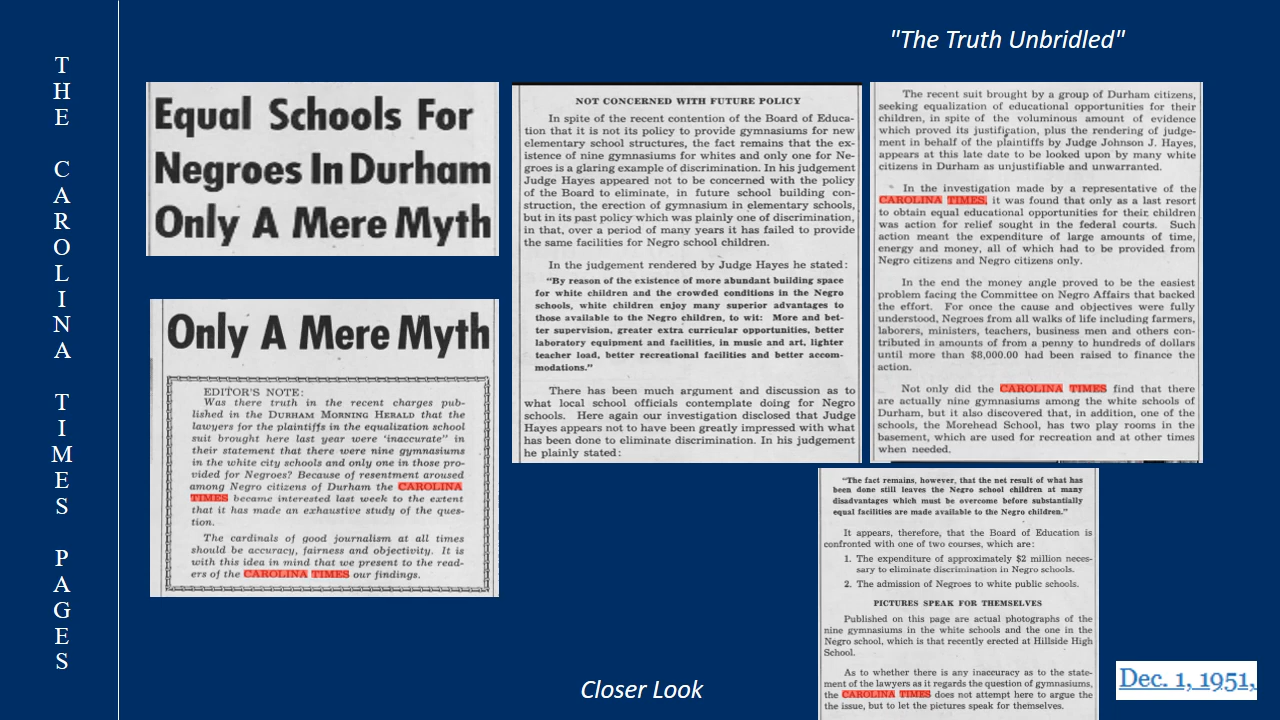 THE CAROLINA TIMES PAGES
"The Truth Unbridled"
Equal Schools For
Negroes In Durham
Only A Mere Myth
Only A Mere Myth
EDITOR'S NOTE:
Was there truth in the recent charges pub-
lished in the DURHAM MORNING HERALD that the
lawyers for the plaintiffs in the equalization school
suit brought here last year were 'inaccurate" in
their statement that there were nine gymnasiums
in the white city schools and only one in those pro-
vided for Negroes? Because of resentment aroused
among Negro citizens of Durham the CAROLINA
TIMES became interested last week to the extent
that it has made an exhaustive study of the ques-
tion.
The cardinals of good journalism at all times
should be accuracy, fairness and objectivity. It is
with this idea in mind that we present to the read-
ers of the CAROLINA TIMES our findings.
NOT CONCERNED WITH FUTURE POLICY
In spite of the recent contention of the Board of Educa-
tion that it is not its policy to provide gymnasiums for new
elementary school structures, the fact remains that the ex-
istence of nine gymnasiums for whites and only one for Ne-
groes is a glaring example of discrimination. In his judgement
Judge Hayes appeared not to be concerned with the policy
of the Board to eliminate, in future school building con-
struction, the erection of gymnasium in elementary schools,
but in its past policy which was plainly one of discrimination,
in that, over a period of many years it has failed to provide
the same facilities for Negro school children.
In the judgement rendered by Judge Hayes he stated:
"By reason of the existence of more abundant building space
for white children and the crowded conditions in the Negro
schools, white children enjoy many superior advantages to
those available to the Negro children, to wit: More and bet-
ter supervision, greater extra curricular opportunities, better
laboratory equipment and facilities, in music and art, lighter
teacher load, better recreational facilities and better accom-
modations."
There has been much argument and discussion as to
what local school officials contemplate doing for Negro
schools. Here again our investigation disclosed that Judge
Hayes appears not to have been greatly impressed with what
has been done to eliminate discrimination. In his judgement
he plainly stated:
The recent suit brought by a group of Durham citizens,
seeking equalization of educational opportunities for their
children, in spite of the voluminous amount of evidence
which proved its justification, plus the rendering of judge-
ment in behalf of the plaintiffs by Judge Johnson J. Hayes,
appears at this late date to be looked upon by many white
citizens in Durham as unjustifiable and unwarranted.
In the investigation made by a representative of the
CAROLINA TIMES, it was found that only as a last resort
to obtain equal educational opportunities for their children
was action for relief sought in the federal courts. Such
action meant the expenditure of large amounts of time,
energy and money, all of which had to be provided from
Negro citizens and Negro citizens only.
In the end the money angle proved to be the easiest
problem facing the Committee on Negro Affairs that backed
the effort. For once the cause and objectives were fully
understood, Negroes from all walks of life including farmers,
laborers, ministers, teachers, business men and others con-
tributed in amounts of from a penny to hundreds of dollars
until more than $8,000.00 had been raised to finance the
action.
Not only did the CAROLINA TIMES find that there
are actually nine gymnasiums among the white schools of
Durham, but it also discovered that, in addition, one of the
schools, the Morehead School, has two play rooms in the
basement, which are used for recreation and at other times
when needed.
"The fact remains, however, that the net result of what has
been done still leaves the Negro school children at many
disadvantages which must be overcome before substantially
equal facilities are made available to the Negro children."
It appears, therefore, that the Board of Education is
confronted with one of two courses, which are:
1. The expenditure of approximately $2 million neces-
sary to eliminate discrimination in Negro schools.
2. The admission of Negroes to white public schools.
PICTURES SPEAK FOR THEMSELVES
Published on this page are actual photographs of the
nine gymnasiums in the white schools and the one in the
Negro school, which is that recently erected at Hillside High
School.
As to whether there is any inaccuracy as to the state-
ment of the lawyers as it regards the question of gymnasiums,
the CAROLINA TIMES does not attempt here to argue the
the issue, but to let the pictures speak for themselves.
Closer Look
Dec. 1, 1951,